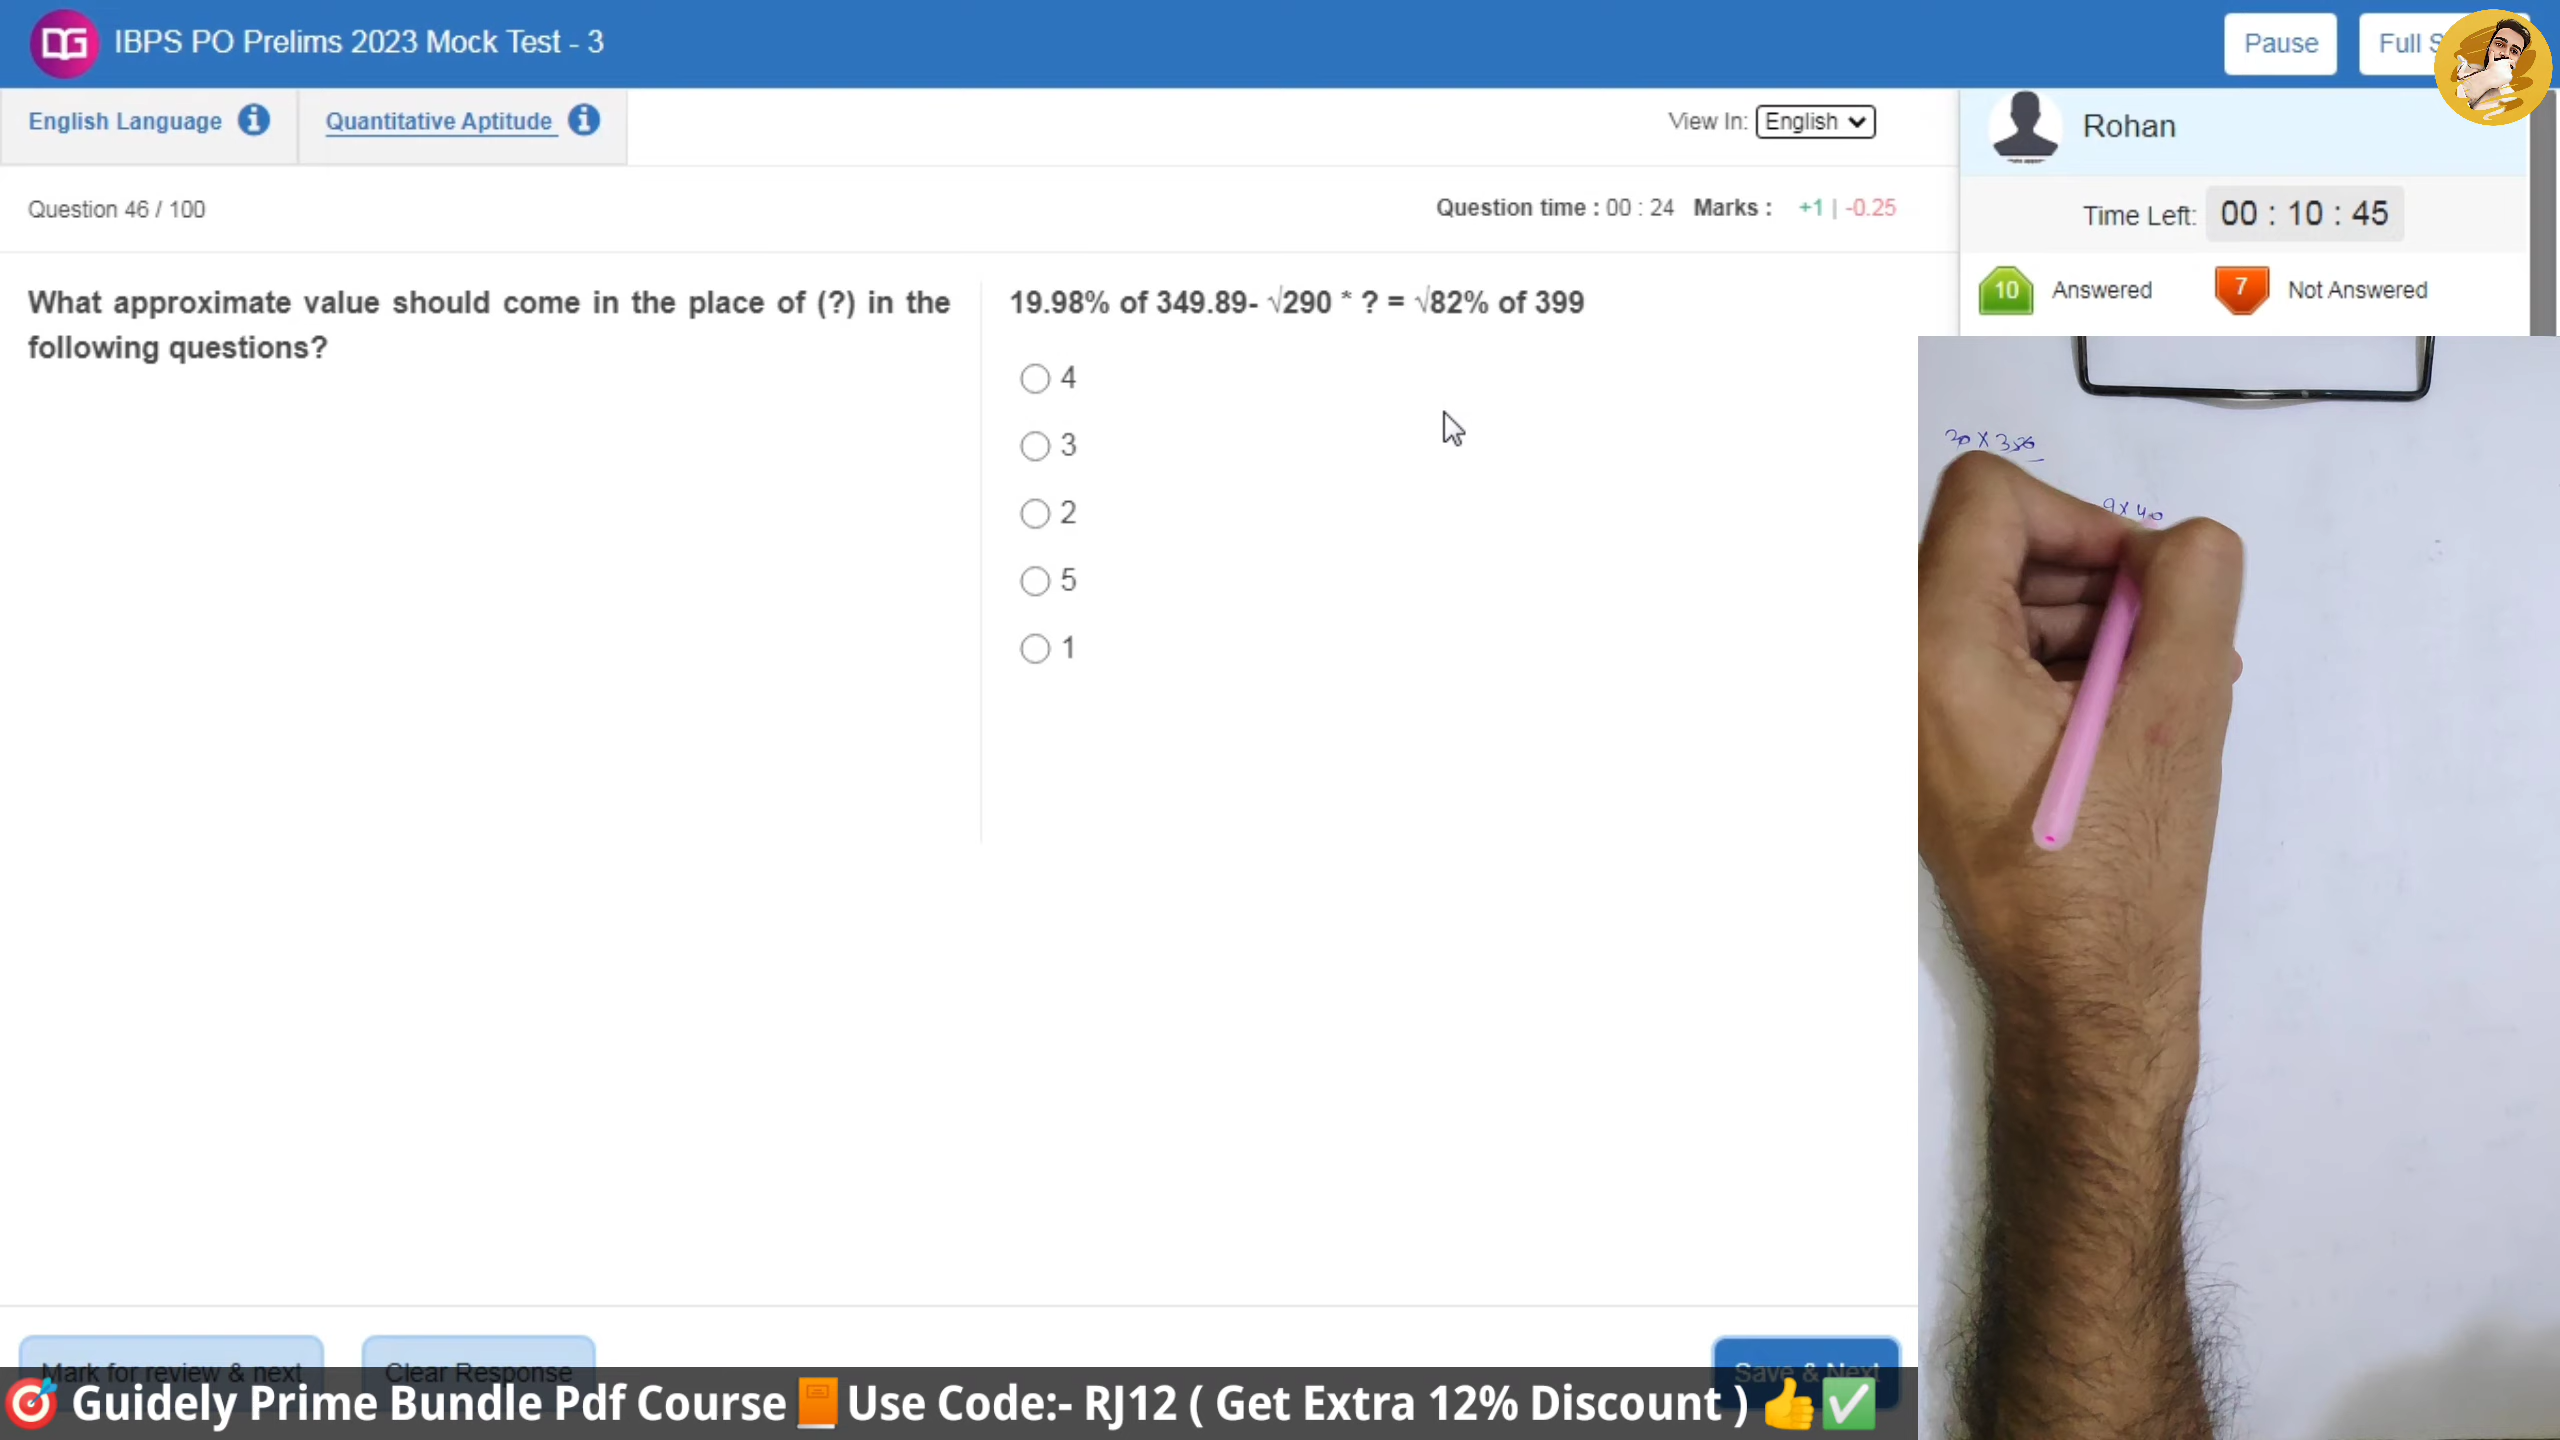 DG IBPS PO Prelims 2023 Mock Test - 3
Pause
Full S
English Language
Quantitative Aptitude
View In: English
Rohan
Question 46 / 100
Question time : 00 : 24 Marks : +1 | -0.25
Time Left: 00 : 10 : 45
10 Answered
7 Not Answered
What approximate value should come in the place of (?) in the
following questions?
19.98% of 349.89- √290 * ? = √82% of 399
4
3
2
5
1
20 X 350
9 X 40
Mark for review & next
Clear Response
Save & Next
🎯 Guidely Prime Bundle Pdf Course 📙 Use Code:- RJ12 ( Get Extra 12% Discount ) 👍✅